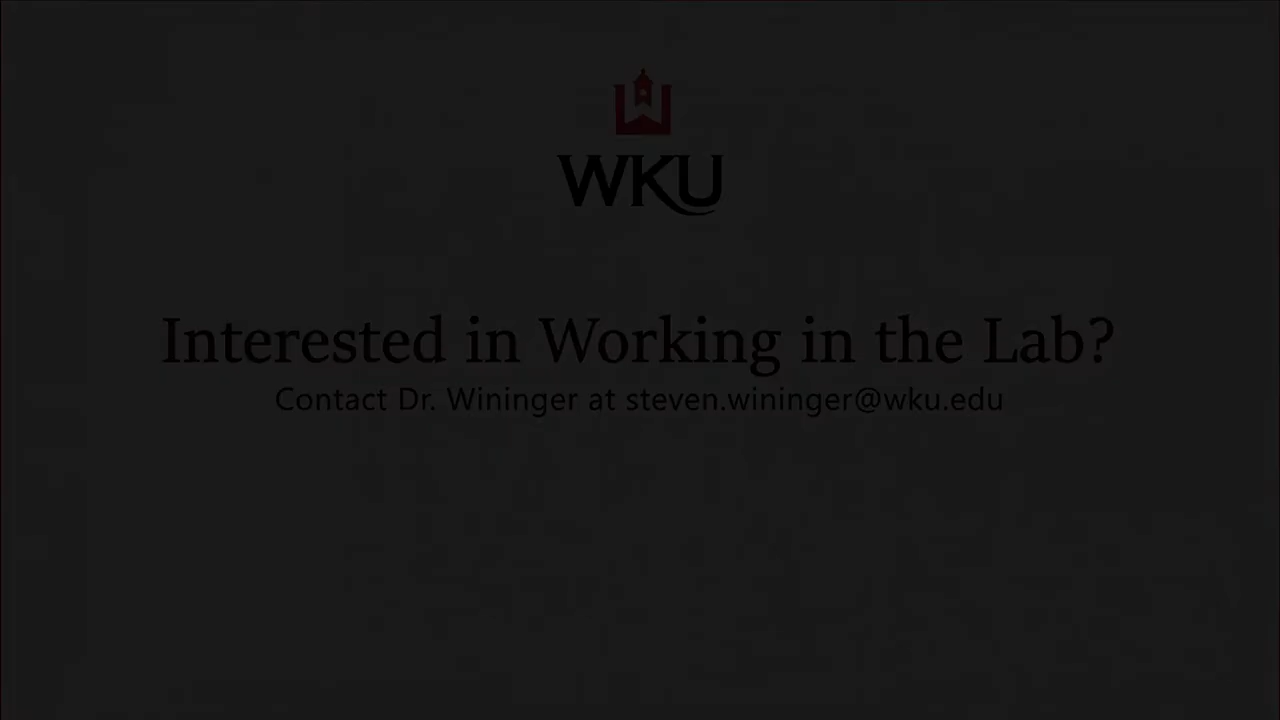 WKU
Interested in Working in the Lab?
Contact Dr. Wininger at steven.wininger@wku.edu